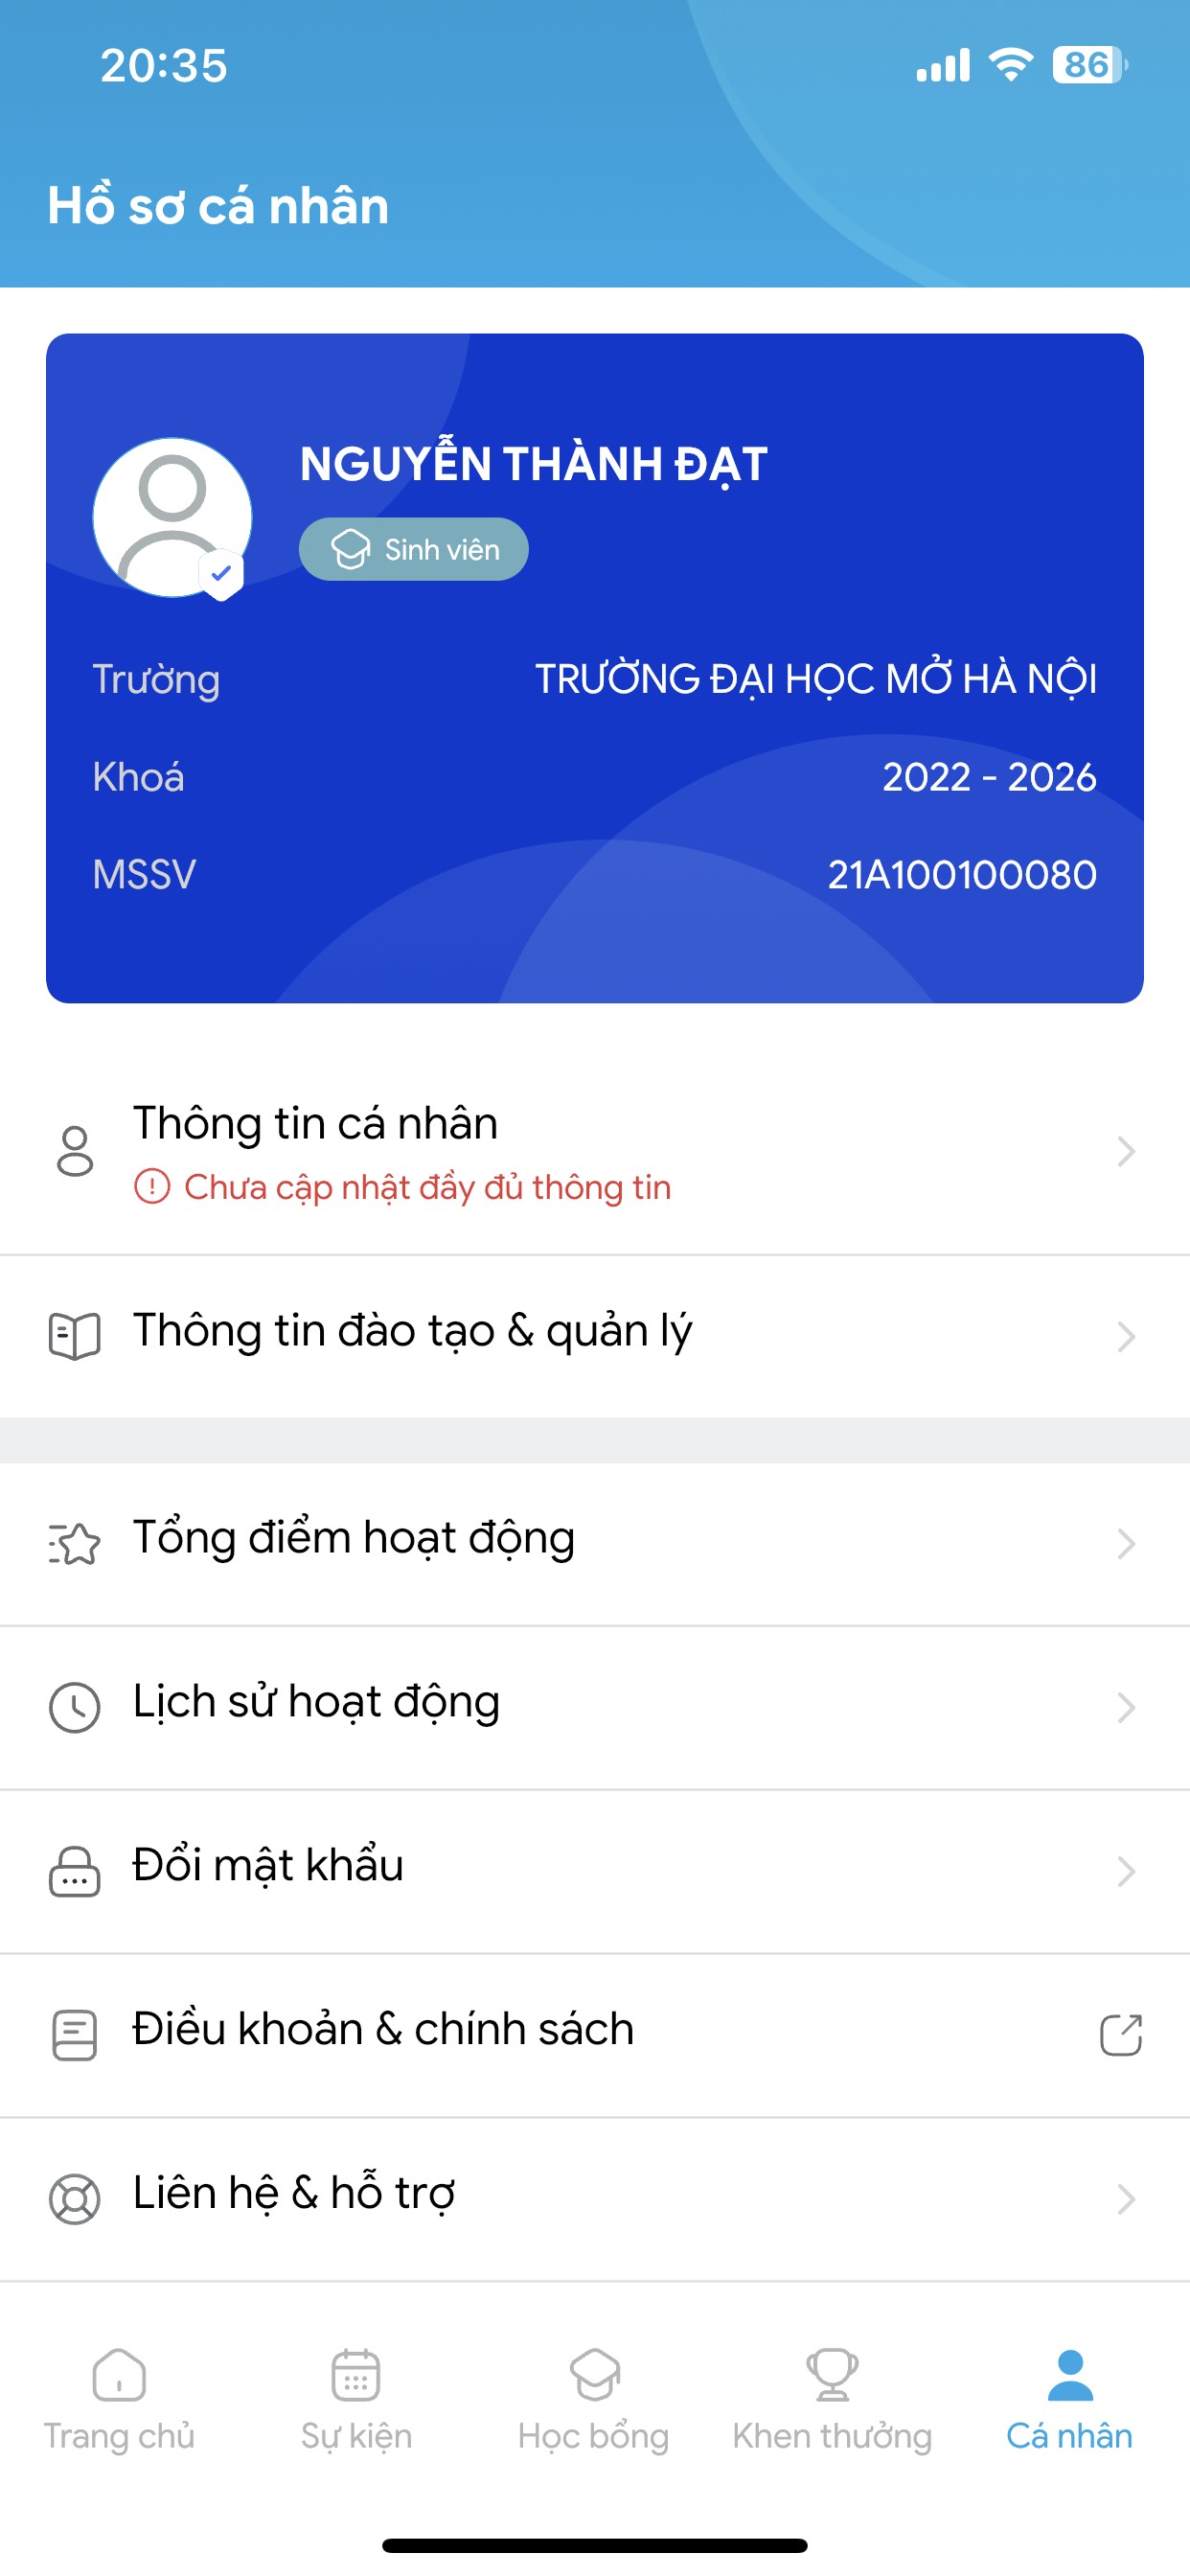 20:35
86
Hồ sơ cá nhân
NGUYỄN THÀNH ĐẠT
Sinh viên
Trường TRƯỜNG ĐẠI HỌC MỞ HÀ NỘI
Khoá 2022 - 2026
MSSV 21A100100080
Thông tin cá nhân
Chưa cập nhật đầy đủ thông tin
Thông tin đào tạo & quản lý
Tổng điểm hoạt động
Lịch sử hoạt động
Đổi mật khẩu
Điều khoản & chính sách
Liên hệ & hỗ trợ
Trang chủ Sự kiện Học bổng Khen thưởng Cá nhân